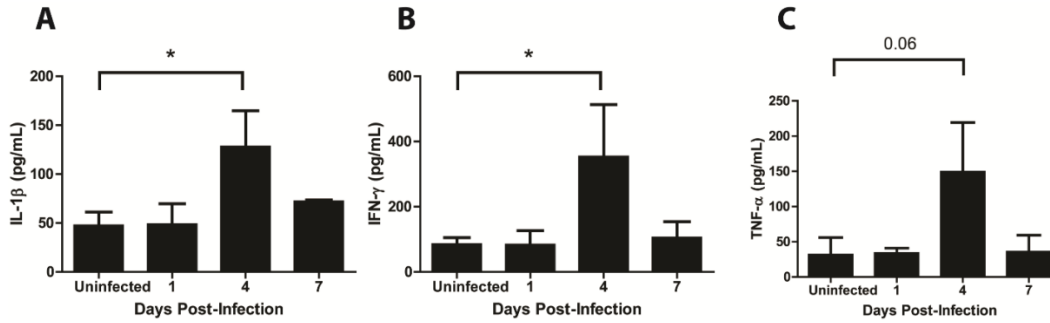 A
*
200
150
100
50
0
IL-1β (pg/mL)
Uninfected 1 4 7
Days Post-Infection
B
*
600
400
200
0
IFN-γ (pg/mL)
Uninfected 1 4 7
Days Post-Infection
C
0.06
250
200
150
100
50
0
TNF-α (pg/mL)
Uninfected 1 4 7
Days Post-Infection